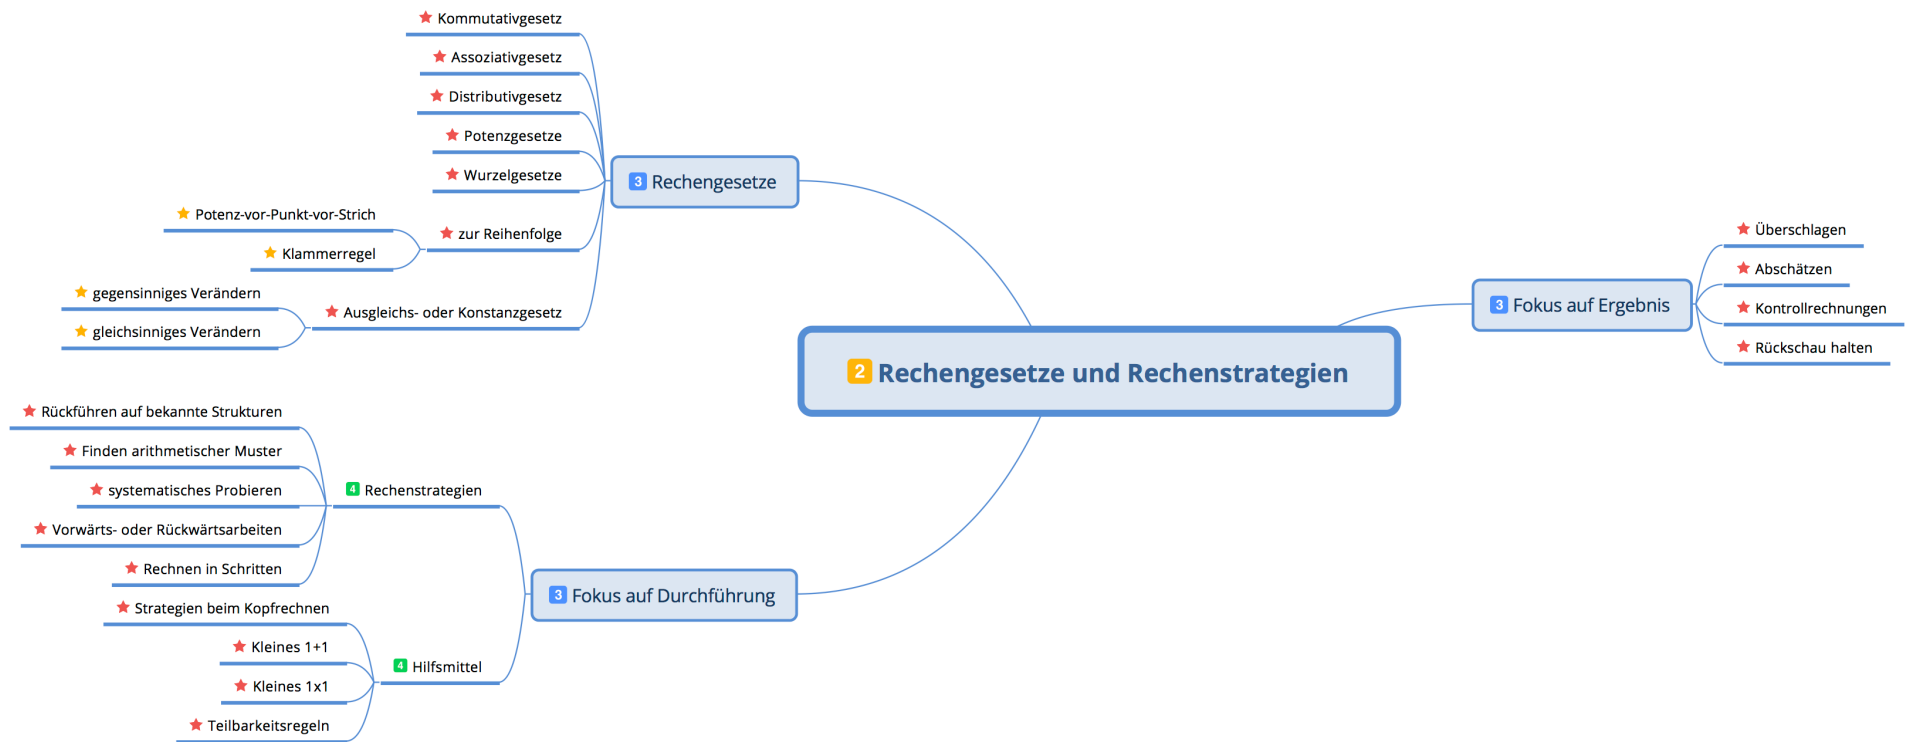 Kommutativgesetz
Assoziativgesetz
Distributivgesetz
Potenzgesetze
Wurzelgesetze
3 Rechengesetze
Potenz-vor-Punkt-vor-Strich
Klammerregel
zur Reihenfolge
gegensinniges Verändern
gleichsinniges Verändern
Ausgleichs- oder Konstanzgesetz
2 Rechengesetze und Rechenstrategien
3 Fokus auf Ergebnis
Überschlagen
Abschätzen
Kontrollrechnungen
Rückschau halten
Rückführen auf bekannte Strukturen
Finden arithmetischer Muster
systematisches Probieren
Vorwärts- oder Rückwärtsarbeiten
Rechnen in Schritten
4 Rechenstrategien
3 Fokus auf Durchführung
Strategien beim Kopfrechnen
Kleines 1+1
Kleines 1x1
Teilbarkeitsregeln
4 Hilfsmittel